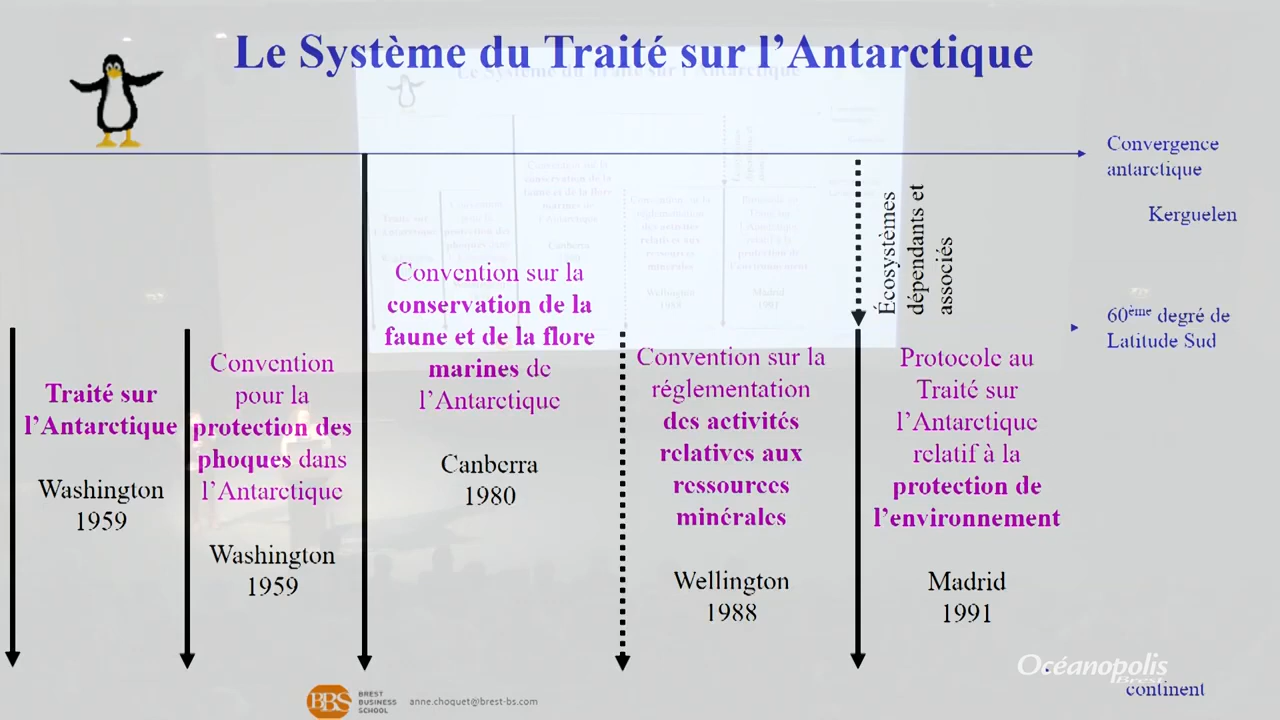 Le Système du Traité sur l’Antarctique
Convergence
antarctique
Kerguelen
Écosystèmes
dépendants et
associés
60ème degré de
Latitude Sud
Traité sur
l’Antarctique
Washington
1959
Convention
pour la
protection des
phoques dans
l’Antarctique
Washington
1959
Convention sur la
conservation de la
faune et de la flore
marines de
l’Antarctique
Canberra
1980
Convention sur la
réglementation
des activités
relatives aux
ressources
minérales
Wellington
1988
Protocole au
Traité sur
l’Antarctique
relatif à la
protection de
l’environnement
Madrid
1991
Océanopolis
Brest
continent
BBS
BREST
BUSINESS
SCHOOL
anne.choquet@brest-bs.com